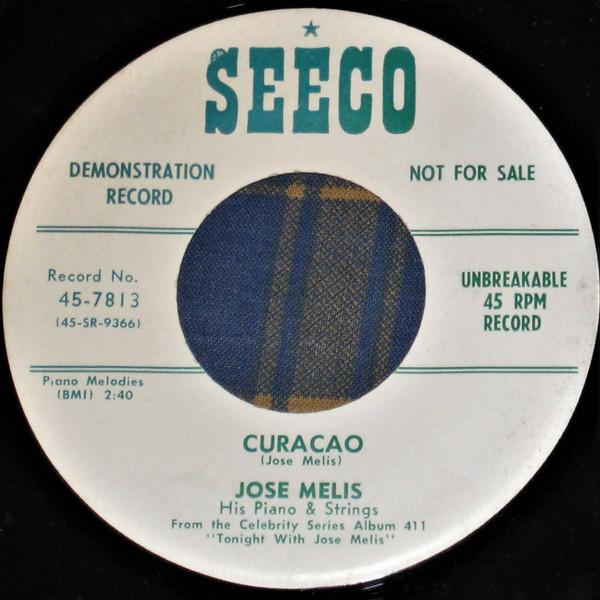 SEECO
DEMONSTRATION
RECORD
NOT FOR SALE
Record No.
45-7813
(45-SR-9366)
UNBREAKABLE
45 RPM
RECORD
Piano Melodies
(BMI) 2:40
CURACAO
(Jose Melis)
JOSE MELIS
His Piano & Strings
From the Celebrity Series Album 411
"Tonight With Jose Melis"